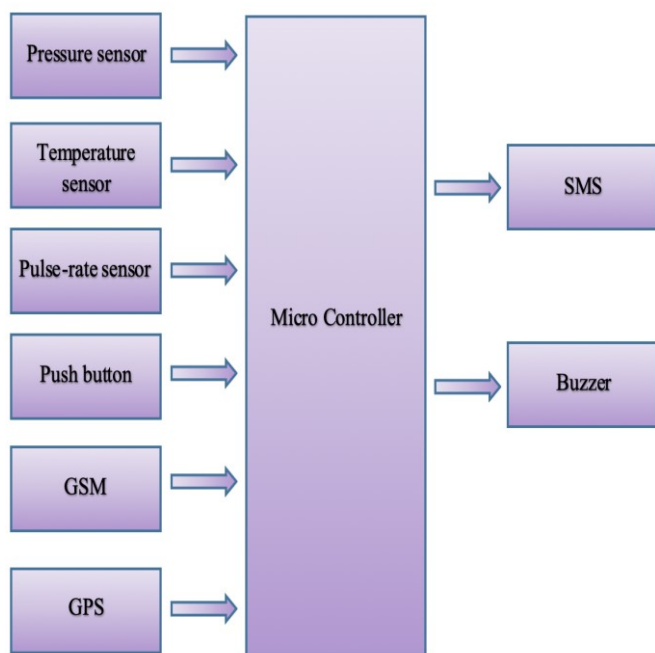 Pressure sensor
Temperature
sensor
Pulse-rate sensor
Push button
GSM
GPS
Micro Controller
SMS
Buzzer